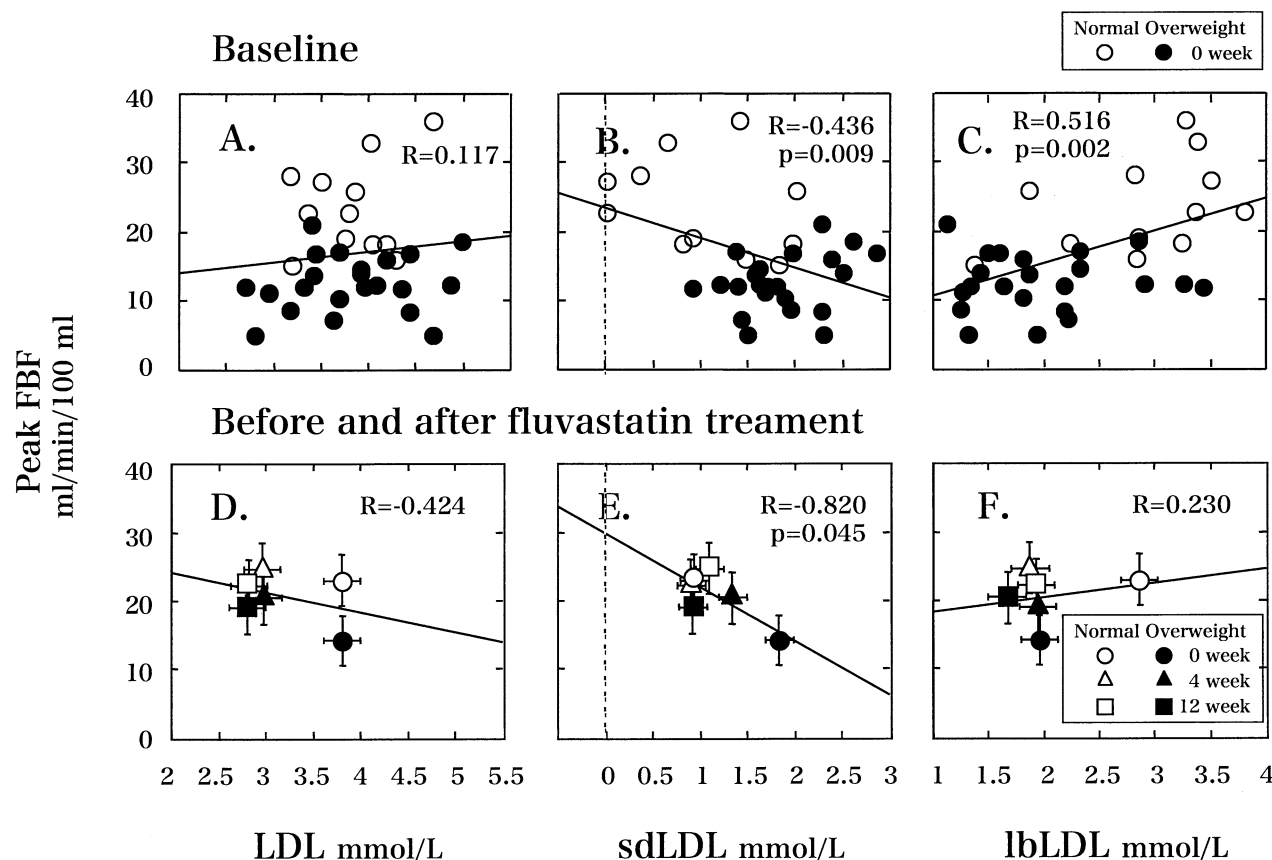 Baseline
Normal Overweight
0 week
A.
R=0.117
B.
R=-0.436
p=0.009
C.
R=0.516
p=0.002
40
30
20
10
0
Peak FBF
ml/min/100 ml
Before and after fluvastatin treament
D.
R=-0.424
E.
R=-0.820
p=0.045
F.
R=0.230
40
30
20
10
0
Normal Overweight
0 week
4 week
12 week
2 2.5 3 3.5 4 4.5 5 5.5
0 0.5 1 1.5 2 2.5 3
1 1.5 2 2.5 3 3.5 4
LDL mmol/L
sdLDL mmol/L
lbLDL mmol/L